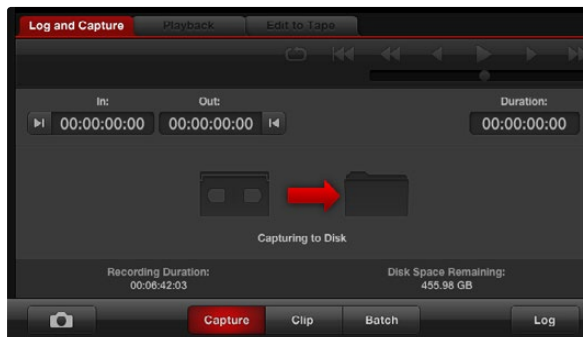 Log and Capture Playback Edit to Tape
In: Out: Duration:
00:00:00:00 00:00:00:00 00:00:00:00
Capturing to Disk
Recording Duration: Disk Space Remaining:
00:06:42:03 455.98 GB
Capture Clip Batch Log